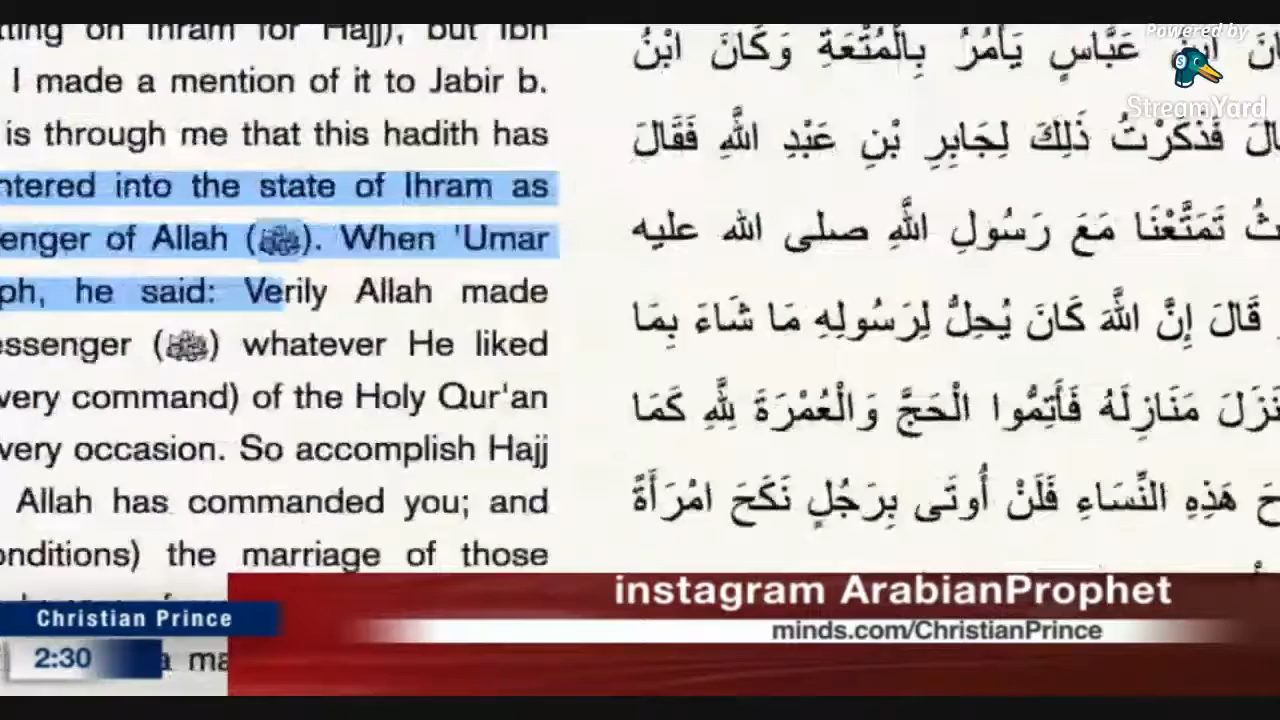 tting on Ihram for Hajj), but Ibn
I made a mention of it to Jabir b.
is through me that this hadith has
ntered into the state of Ihram as
enger of Allah (ﷺ). When 'Umar
ph, he said: Verily Allah made
essenger (ﷺ) whatever He liked
very command) of the Holy Qur'an
very occasion. So accomplish Hajj
Allah has commanded you; and
onditions) the marriage of those
a ma
انَ ابْنُ عَبَّاسٍ يَأْمُرُ بِالْمُتْعَةِ وَكَانَ ابْنُ
الَ فَذَكَرْتُ ذَلِكَ لِجَابِرِ بْنِ عَبْدِ اللَّهِ فَقَالَ
ثُ تَمَتَّعْنَا مَعَ رَسُولِ اللَّهِ صلى الله عليه
قَالَ إِنَّ اللَّهَ كَانَ يُحِلُّ لِرَسُولِهِ مَا شَاءَ بِمَا
نَزَلَ مَنَازِلَهُ فَأَتِمُّوا الْحَجَّ وَالْعُمْرَةَ لِلَّهِ كَمَا
حَ هَذِهِ النِّسَاءِ فَلَنْ أُوتَى بِرَجُلٍ نَكَحَ امْرَأَةً
Powered by
StreamYard
instagram ArabianProphet
minds.com/ChristianPrince
Christian Prince
2:30